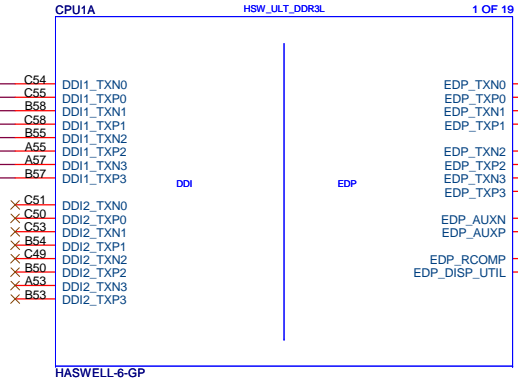 CPU1A HSW_ULT_DDR3L 1 OF 19
C54 DDI1_TXN0 EDP_TXN0
C55 DDI1_TXP0 EDP_TXP0
B58 DDI1_TXN1 EDP_TXN1
C58 DDI1_TXP1 EDP_TXP1
B55 DDI1_TXN2
A55 DDI1_TXP2 EDP_TXN2
A57 DDI1_TXN3 EDP_TXP2
B57 DDI1_TXP3 EDP_TXN3
DDI EDP
EDP_TXP3
C51 DDI2_TXN0
C50 DDI2_TXP0 EDP_AUXN
C53 DDI2_TXN1 EDP_AUXP
B54 DDI2_TXP1
C49 DDI2_TXN2 EDP_RCOMP
B50 DDI2_TXP2 EDP_DISP_UTIL
A53 DDI2_TXN3
B53 DDI2_TXP3
HASWELL-6-GP